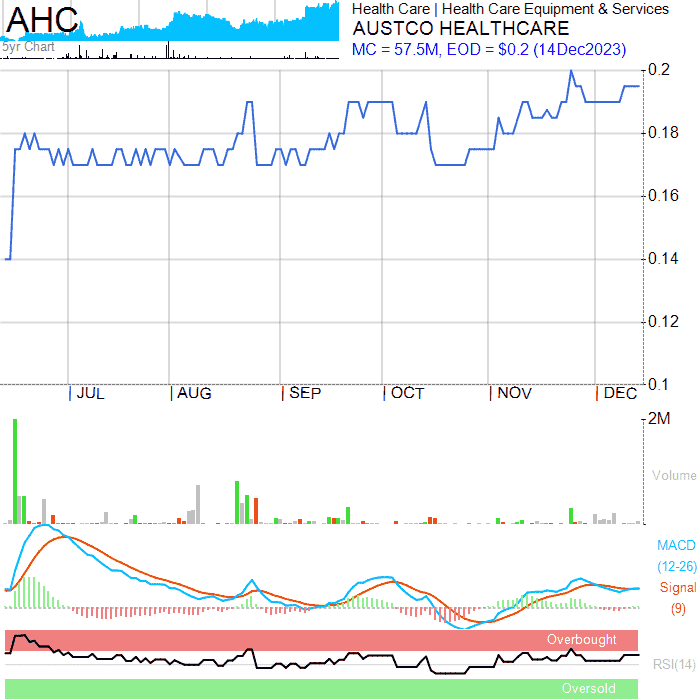 AHC
5yr Chart
Health Care | Health Care Equipment & Services
AUSTCO HEALTHCARE
MC = 57.5M, EOD = $0.2 (14Dec2023)
0.2
0.18
0.16
0.14
0.12
0.1
JUL
AUG
SEP
OCT
NOV
DEC
2M
Volume
MACD
(12-26)
Signal
(9)
Overbought
RSI(14)
Oversold